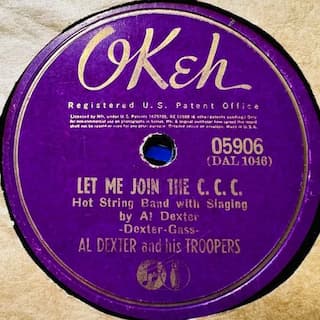 OKeh
Registered U.S. Patent Office
05906
(DAL 1046)
LET ME JOIN THE C. C. C.
Hot String Band with Singing
by Al Dexter
-Dexter-Gass-
AL DEXTER and his TROOPERS